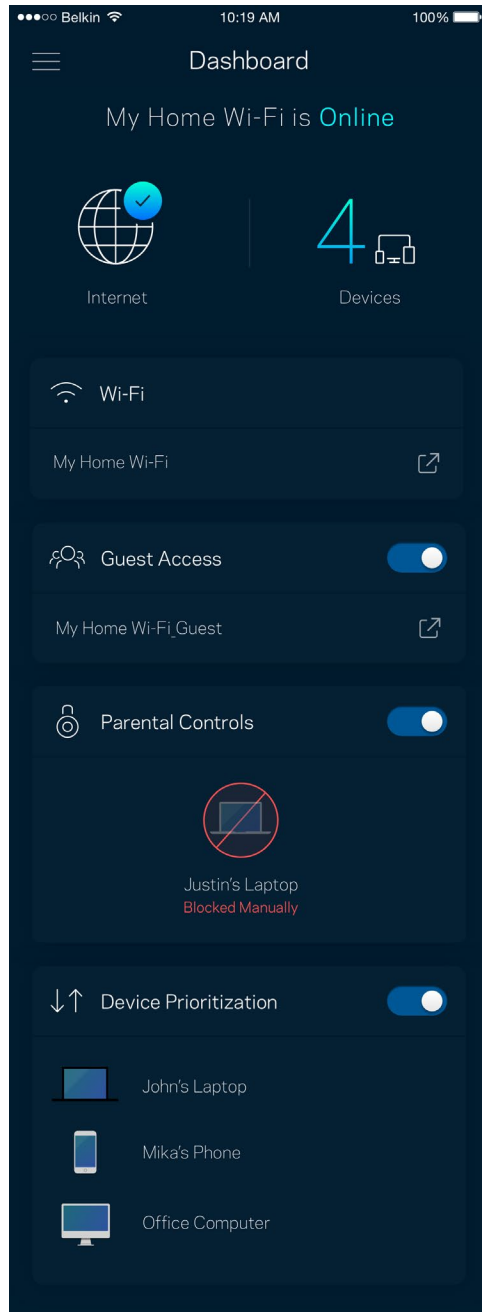 Belkin 10:19 AM 100%
Dashboard
My Home Wi-Fi is Online
4
Internet Devices
Wi-Fi
My Home Wi-Fi
Guest Access
My Home Wi-Fi_Guest
Parental Controls
Justin's Laptop
Blocked Manually
Device Prioritization
John's Laptop
Mika's Phone
Office Computer